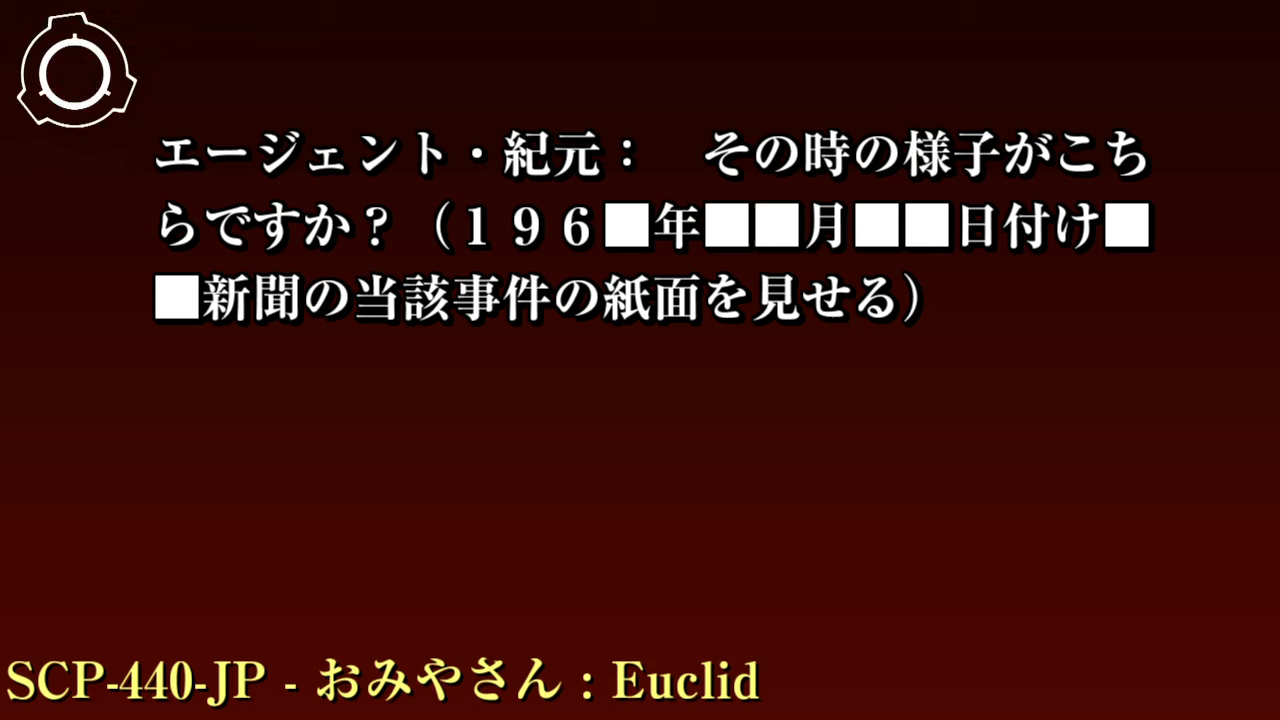 エージェント・紀元：　その時の様子がこち
らですか？（１９６■年■■月■■日付け■
■新聞の当該事件の紙面を見せる）
SCP-440-JP - おみやさん : Euclid